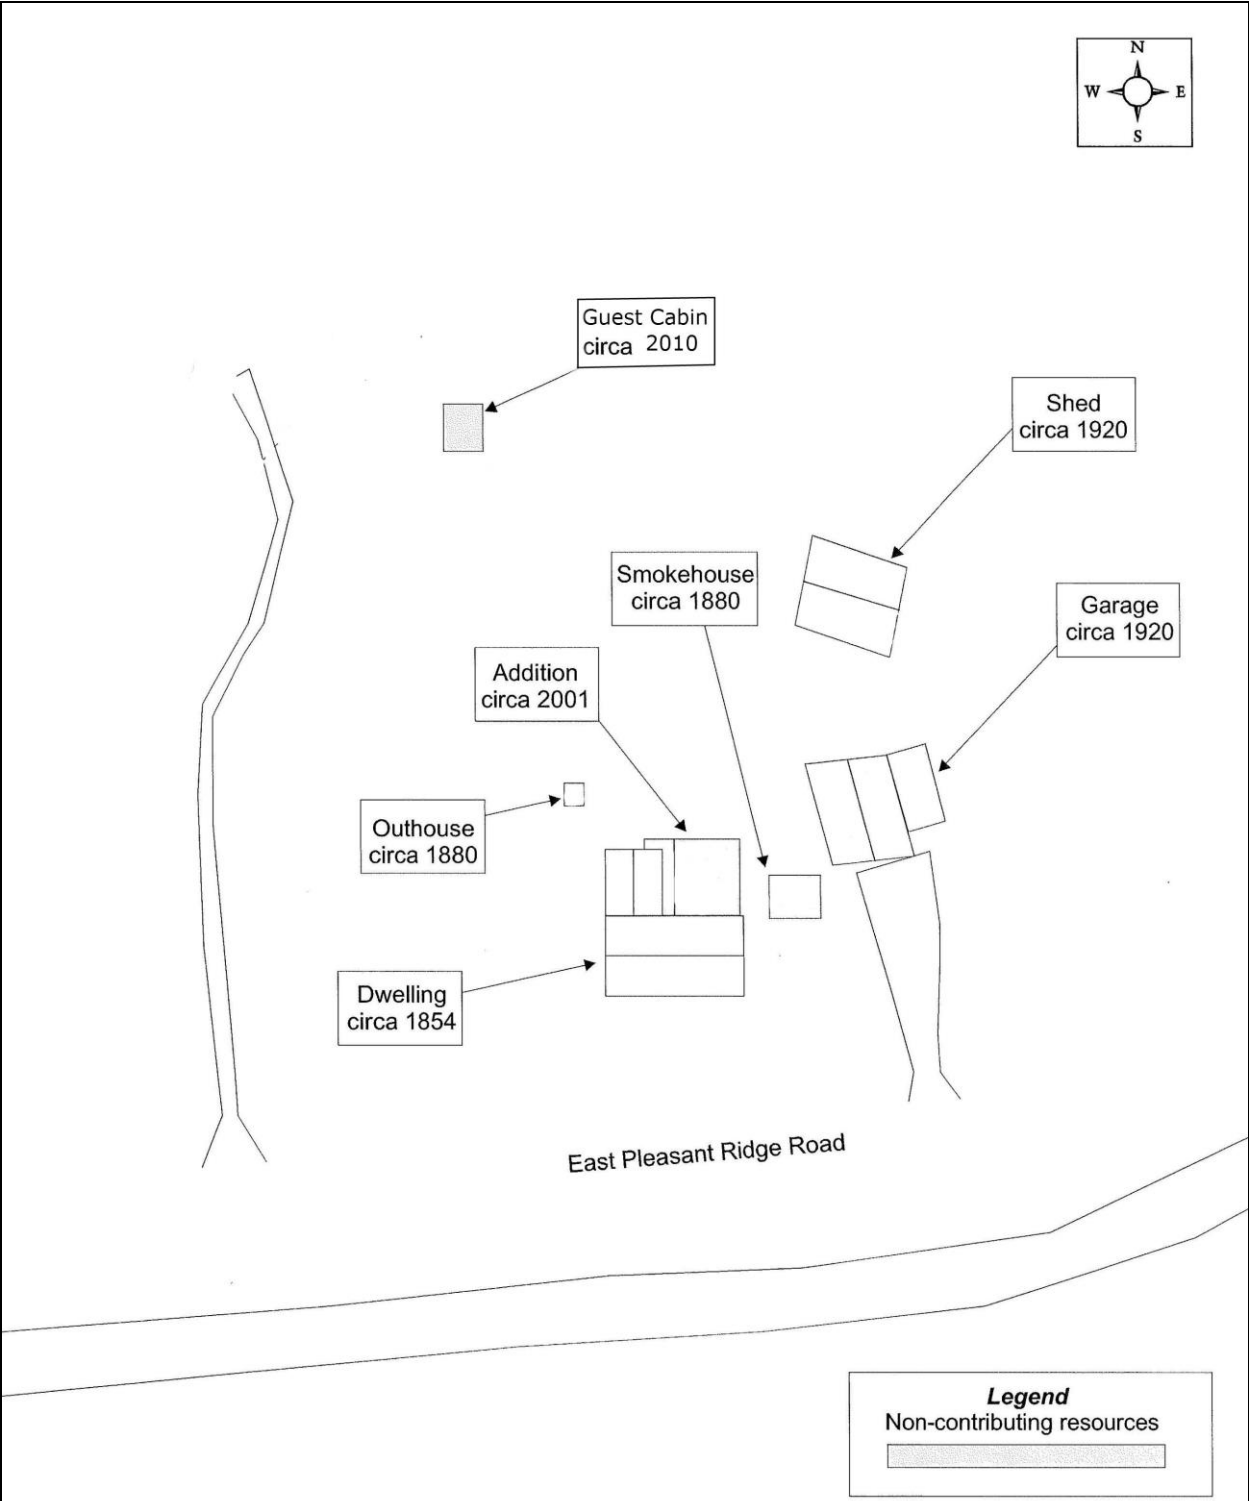 N
W E
S
Guest Cabin
circa 2010
Shed
circa 1920
Smokehouse
circa 1880
Garage
circa 1920
Addition
circa 2001
Outhouse
circa 1880
Dwelling
circa 1854
East Pleasant Ridge Road
Legend
Non-contributing resources